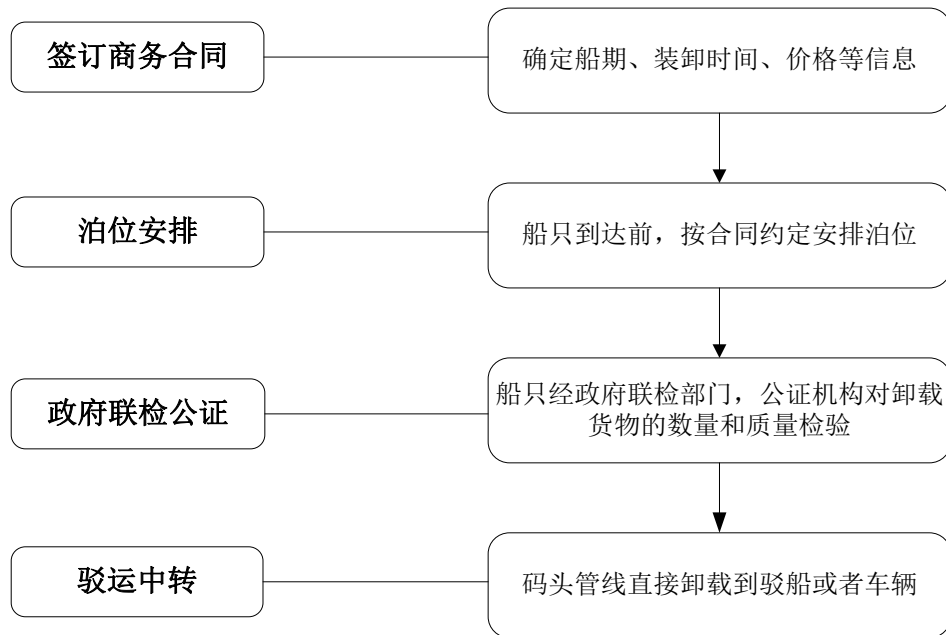 签订商务合同
确定船期、装卸时间、价格等信息
泊位安排
船只到达前，按合同约定安排泊位
政府联检公证
船只经政府联检部门，公证机构对卸载
货物的数量和质量检验
驳运中转
码头管线直接卸载到驳船或者车辆